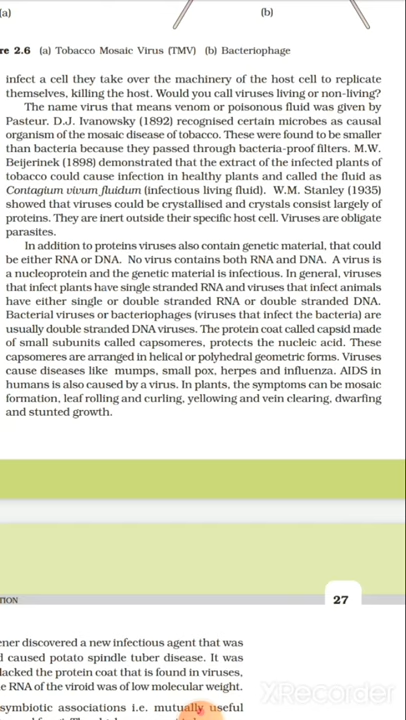 (a)
(b)
re 2.6 (a) Tobacco Mosaic Virus (TMV) (b) Bacteriophage
infect a cell they take over the machinery of the host cell to replicate
themselves, killing the host. Would you call viruses living or non-living?
The name virus that means venom or poisonous fluid was given by
Pasteur. D.J. Ivanowsky (1892) recognised certain microbes as causal
organism of the mosaic disease of tobacco. These were found to be smaller
than bacteria because they passed through bacteria-proof filters. M.W.
Beijerinek (1898) demonstrated that the extract of the infected plants of
tobacco could cause infection in healthy plants and called the fluid as
Contagium vivum fluidum (infectious living fluid). W.M. Stanley (1935)
showed that viruses could be crystallised and crystals consist largely of
proteins. They are inert outside their specific host cell. Viruses are obligate
parasites.
In addition to proteins viruses also contain genetic material, that could
be either RNA or DNA. No virus contains both RNA and DNA. A virus is
a nucleoprotein and the genetic material is infectious. In general, viruses
that infect plants have single stranded RNA and viruses that infect animals
have either single or double stranded RNA or double stranded DNA.
Bacterial viruses or bacteriophages (viruses that infect the bacteria) are
usually double stranded DNA viruses. The protein coat called capsid made
of small subunits called capsomeres, protects the nucleic acid. These
capsomeres are arranged in helical or polyhedral geometric forms. Viruses
cause diseases like mumps, small pox, herpes and influenza. AIDS in
humans is also caused by a virus. In plants, the symptoms can be mosaic
formation, leaf rolling and curling, yellowing and vein clearing, dwarfing
and stunted growth.
TION
27
ener discovered a new infectious agent that was
d caused potato spindle tuber disease. It was
lacked the protein coat that is found in viruses,
e RNA of the viroid was of low molecular weight.
XRecorder
symbiotic associations i.e. mutually useful